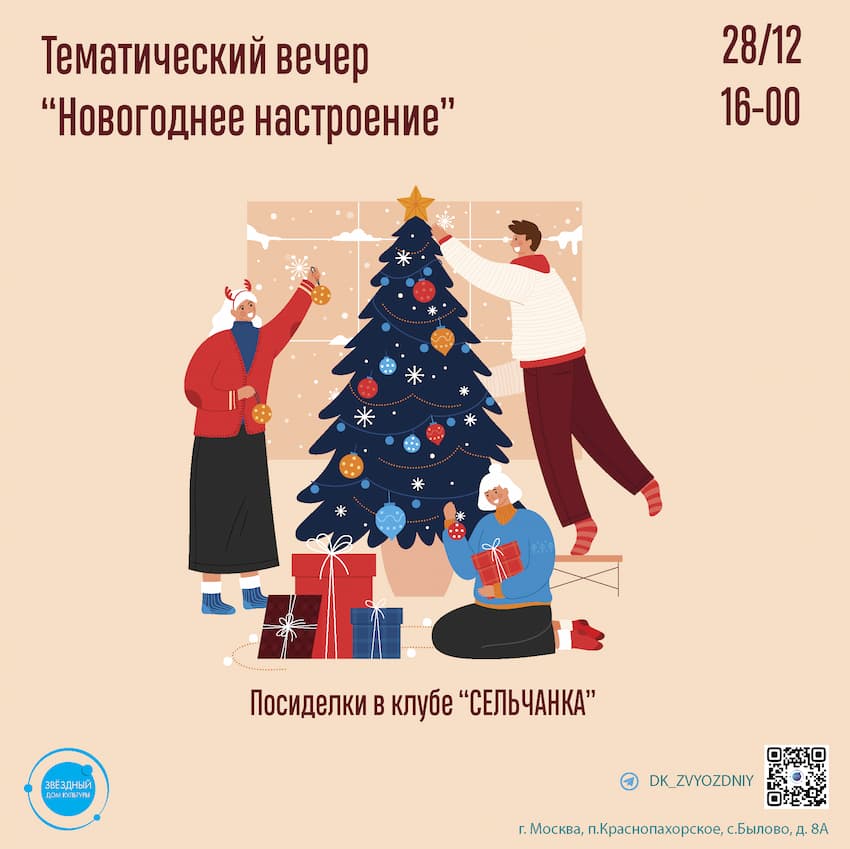 Тематический вечер
“Новогоднее настроение”
28/12
16-00
Посиделки в клубе “СЕЛЬЧАНКА”
ЗВЁЗДНЫЙ
ДОМ КУЛЬТУРЫ
DK_ZVYOZDNIY
г. Москва, п.Краснопахорское, с.Былово, д. 8А